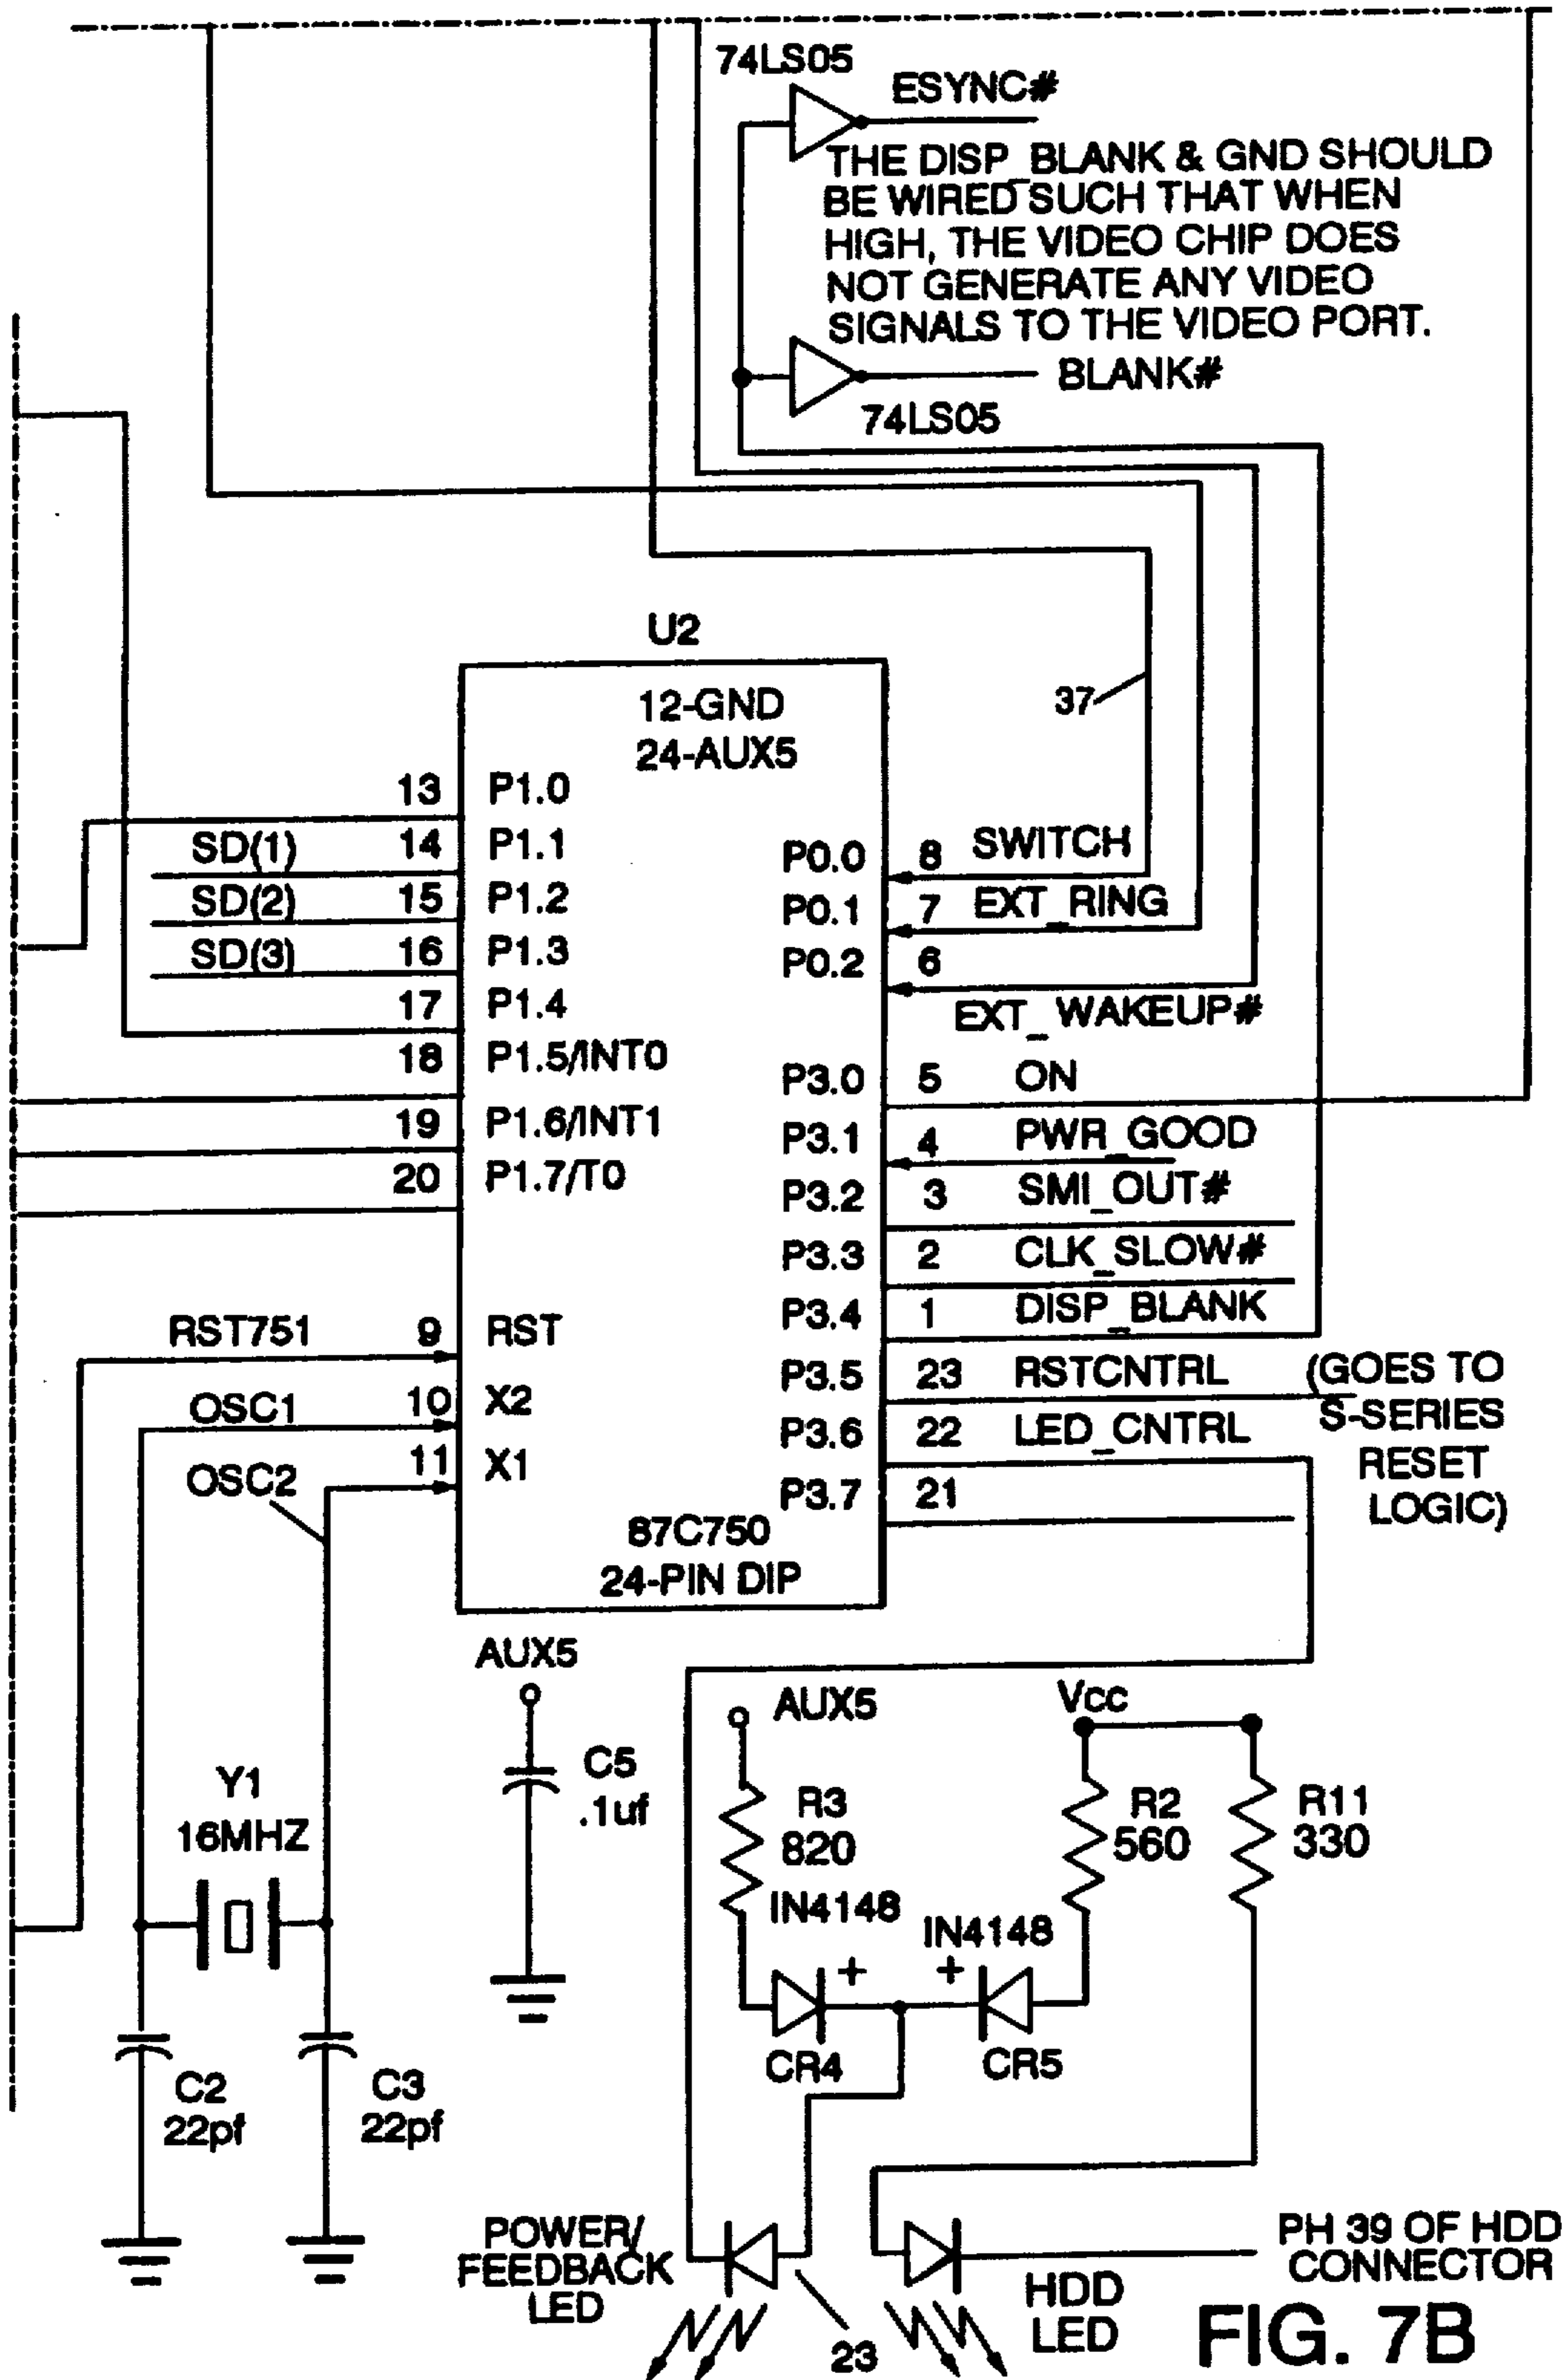 74LS05
ESYNC#
THE DISP_BLANK & GND SHOULD
BE WIRED SUCH THAT WHEN
HIGH, THE VIDEO CHIP DOES
NOT GENERATE ANY VIDEO
SIGNALS TO THE VIDEO PORT.
BLANK#
74LS05
U2
12-GND
24-AUX5
37
13 P1.0
SD(1) 14 P1.1
SD(2) 15 P1.2
SD(3) 16 P1.3
17 P1.4
18 P1.5/INT0
19 P1.6/INT1
20 P1.7/T0
P0.0 8 SWITCH
P0.1 7 EXT_RING
P0.2 6
EXT_WAKEUP#
P3.0 5 ON
P3.1 4 PWR_GOOD
P3.2 3 SMI_OUT#
P3.3 2 CLK_SLOW#
P3.4 1 DISP_BLANK
P3.5 23 RSTCNTRL
P3.6 22 LED_CNTRL
P3.7 21
(GOES TO
S-SERIES
RESET
LOGIC)
RST751 9 RST
OSC1 10 X2
OSC2 11 X1
87C750
24-PIN DIP
AUX5
C5
.1uf
AUX5
Vcc
R3
820
R2
560
R11
330
Y1
16MHZ
IN4148
IN4148
+ +
CR4
CR5
C2
22pf
C3
22pf
POWER/
FEEDBACK
LED
23
HDD
LED
PH 39 OF HDD
CONNECTOR
FIG. 7B